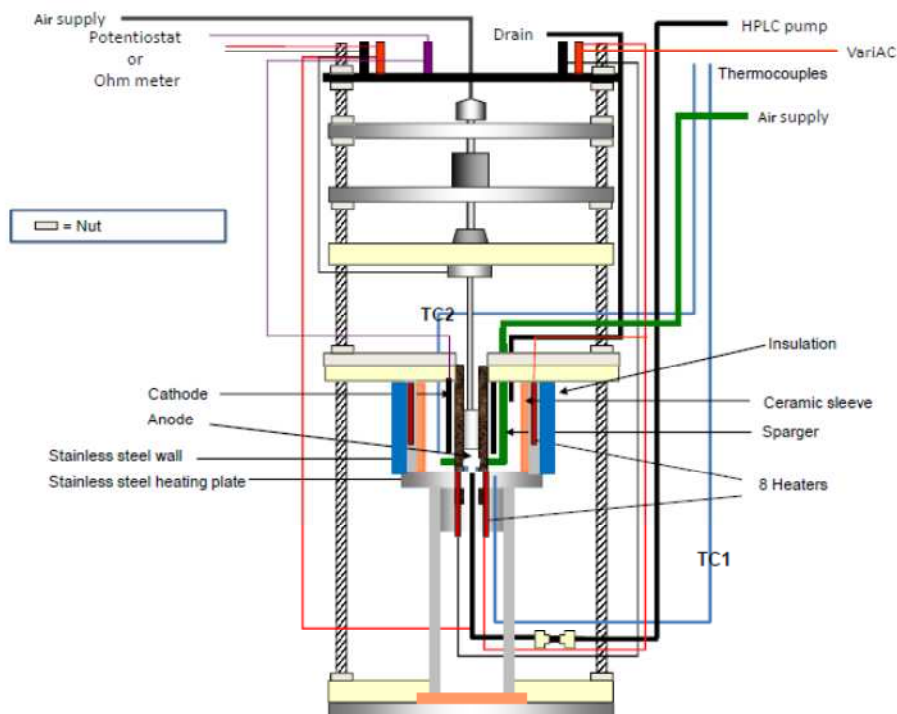 Air supply
HPLC pump
Potentiostat
or
Ohm meter
Drain
VariAC
Thermocouples
Air supply
= Nut
TC2
Insulation
Cathode
Ceramic sleeve
Anode
Sparger
Stainless steel wall
Stainless steel heating plate
8 Heaters
TC1